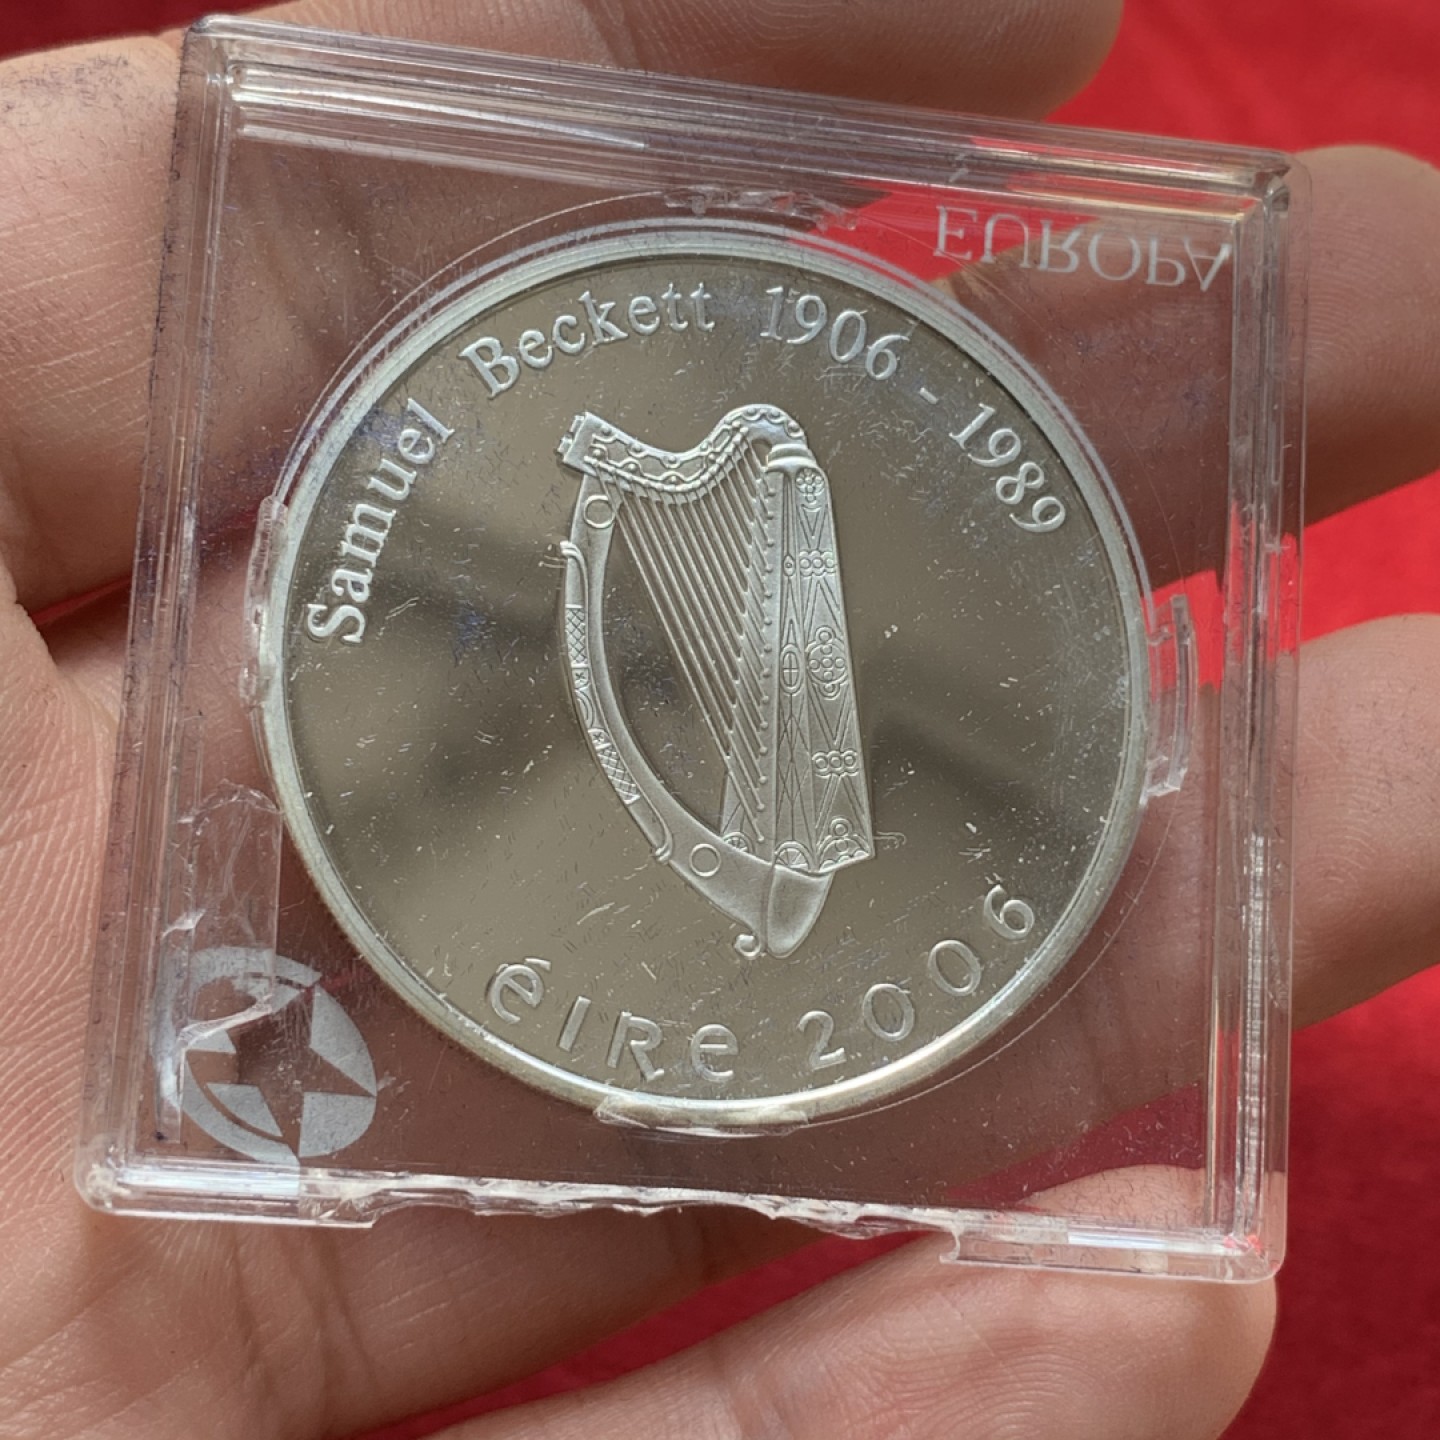 EUROPA
Samuel Beckett 1906 - 1989
éIRe 2006